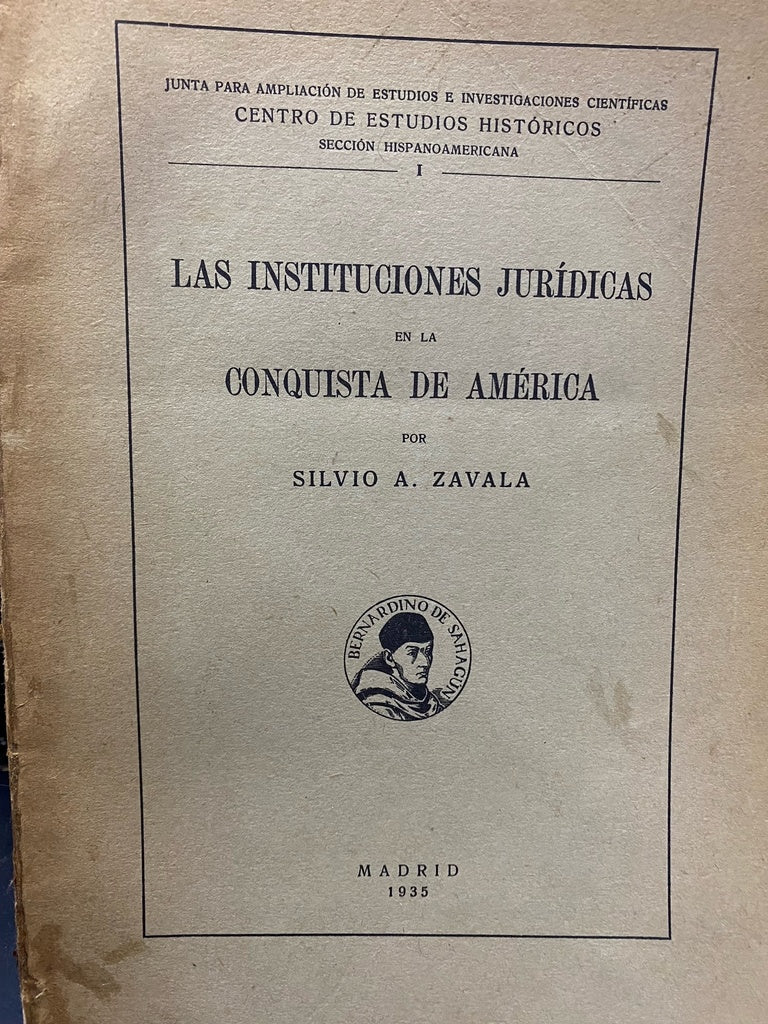 JUNTA PARA AMPLIACIÓN DE ESTUDIOS E INVESTIGACIONES CIENTÍFICAS
CENTRO DE ESTUDIOS HISTÓRICOS
SECCIÓN HISPANOAMERICANA
I
LAS INSTITUCIONES JURÍDICAS
EN LA
CONQUISTA DE AMÉRICA
POR
SILVIO A. ZAVALA
BERNARDINO DE SAHAGUN
MADRID
1935